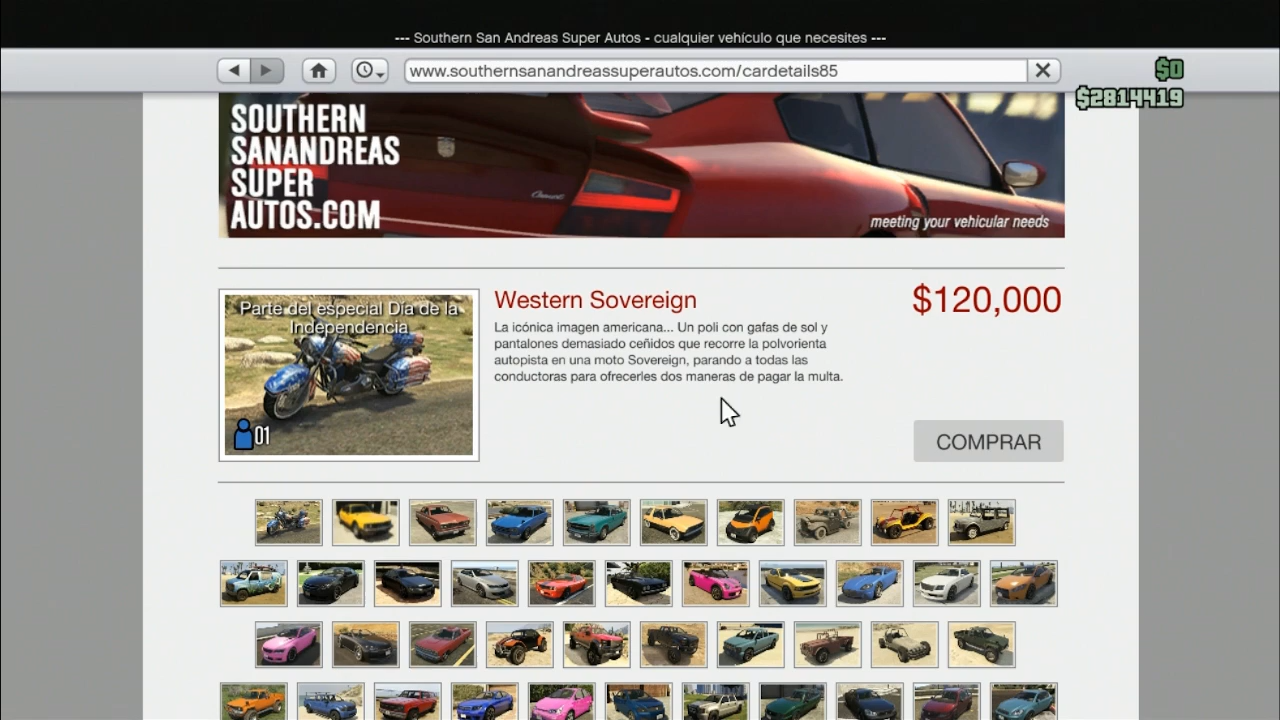 --- Southern San Andreas Super Autos - cualquier vehículo que necesites ---
www.southernsanandreassuperautos.com/cardetails85
$0
$2814419
SOUTHERN
SANANDREAS
SUPER
AUTOS.COM
meeting your vehicular needs
Parte del especial Día de la
Independencia
01
Western Sovereign
$120,000
La icónica imagen americana... Un poli con gafas de sol y
pantalones demasiado ceñidos que recorre la polvorienta
autopista en una moto Sovereign, parando a todas las
conductoras para ofrecerles dos maneras de pagar la multa.
COMPRAR